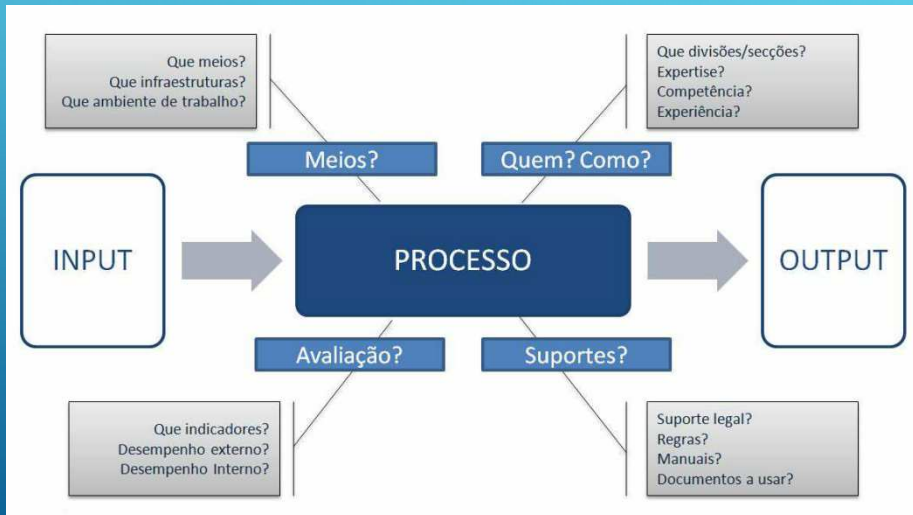 Que meios?
Que infraestruturas?
Que ambiente de trabalho?
Que divisões/secções?
Expertise?
Competência?
Experiência?
Meios?
Quem? Como?
INPUT
PROCESSO
OUTPUT
Avaliação?
Suportes?
Que indicadores?
Desempenho externo?
Desempenho Interno?
Suporte legal?
Regras?
Manuais?
Documentos a usar?